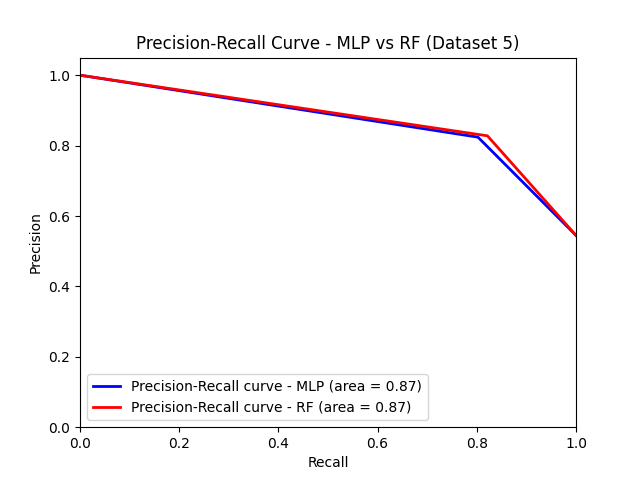 Precision-Recall Curve - MLP vs RF (Dataset 5)
1.0
0.8
0.6
0.4
0.2
0.0
Precision
Precision-Recall curve - MLP (area = 0.87)
Precision-Recall curve - RF (area = 0.87)
0.0 0.2 0.4 0.6 0.8 1.0
Recall